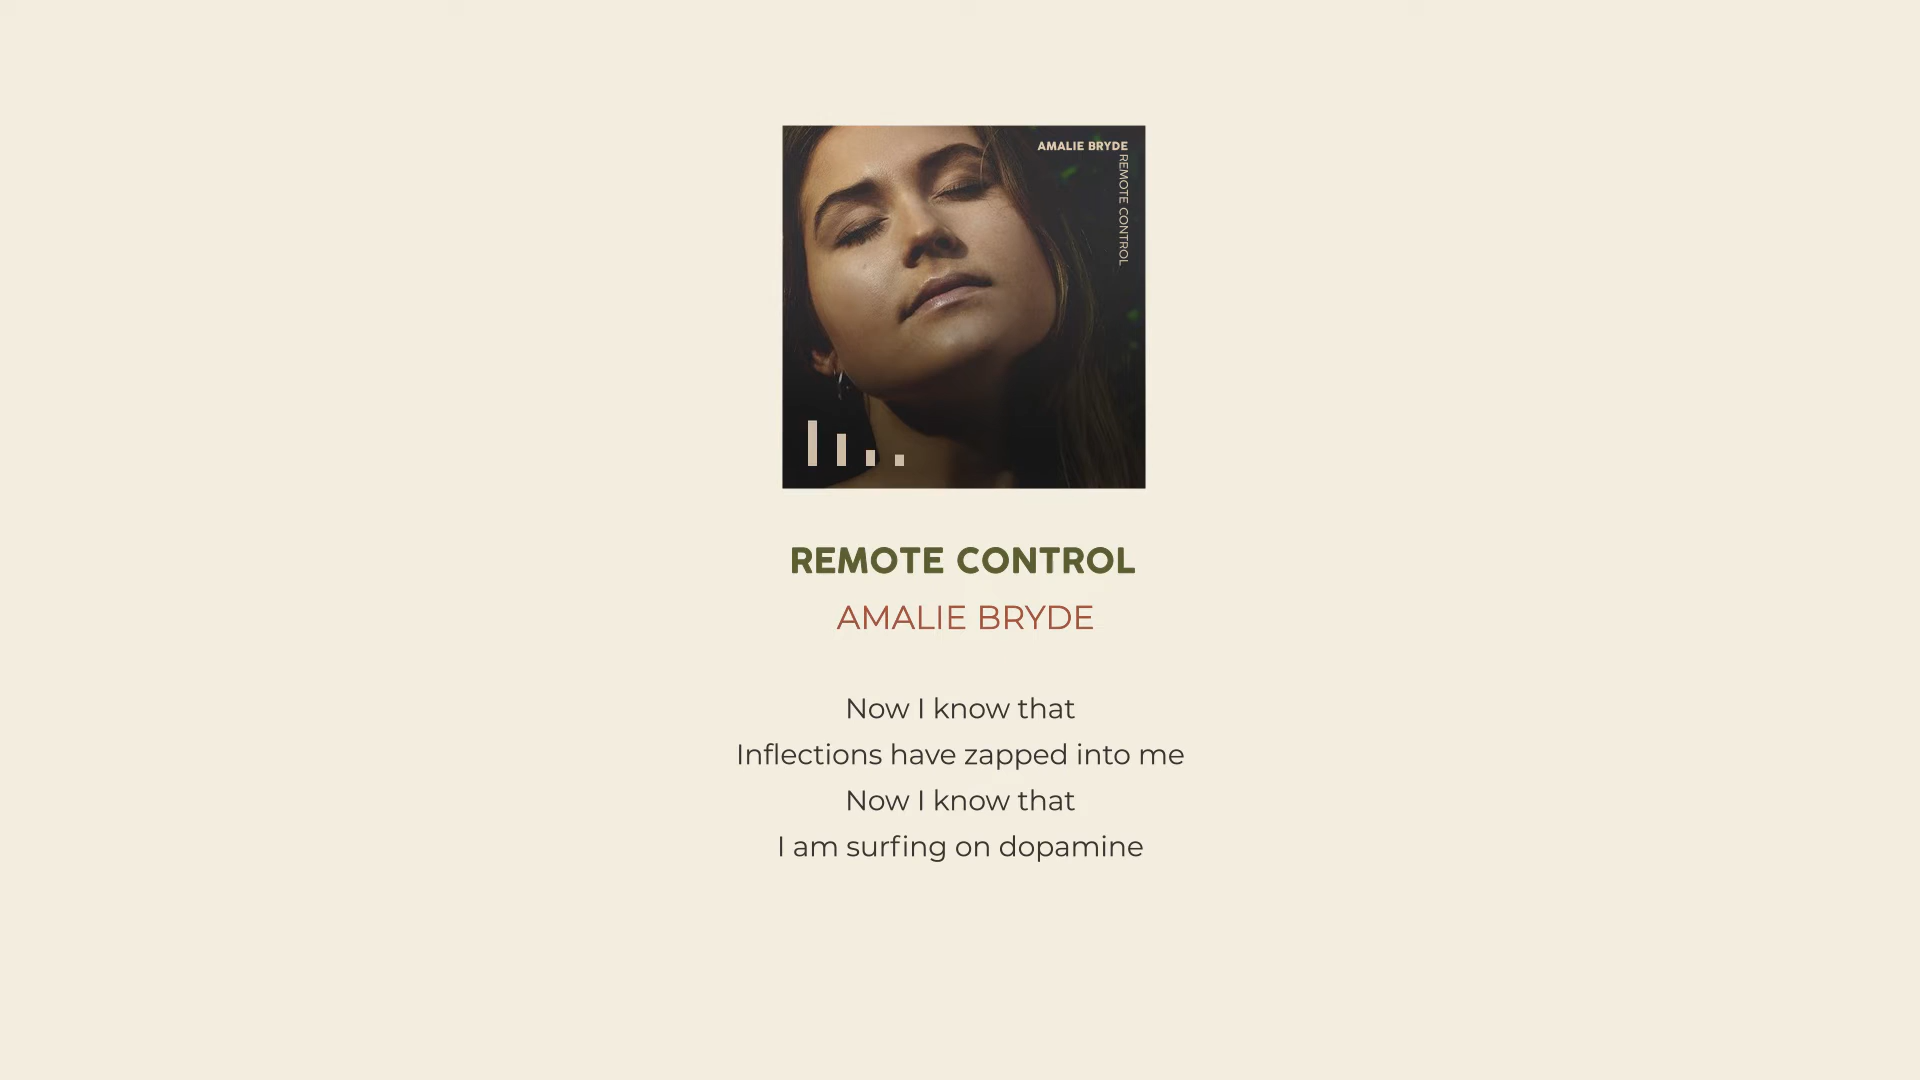 AMALIE BRYDE
REMOTE CONTROL
REMOTE CONTROL
AMALIE BRYDE
Now I know that
Inflections have zapped into me
Now I know that
I am surfing on dopamine